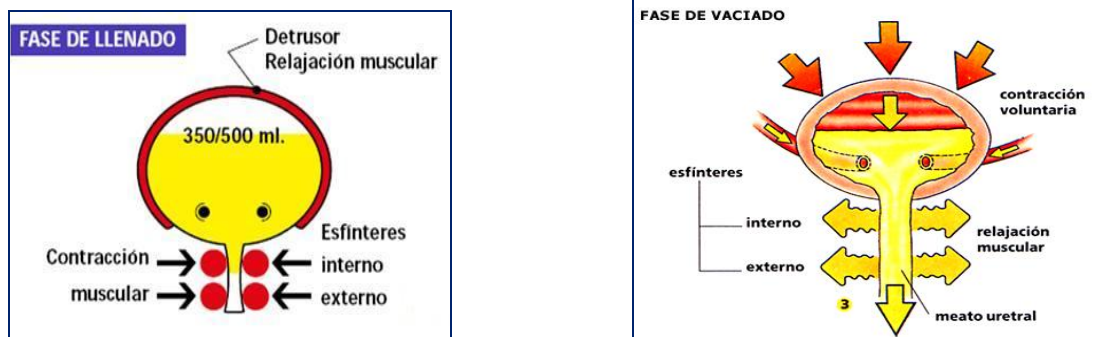 FASE DE LLENADO
Detrusor
Relajación muscular
350/500 ml.
Esfínteres
Contracción
interno
muscular
externo
FASE DE VACIADO
contracción
voluntaria
esfínteres
interno
externo
relajación
muscular
3
meato uretral